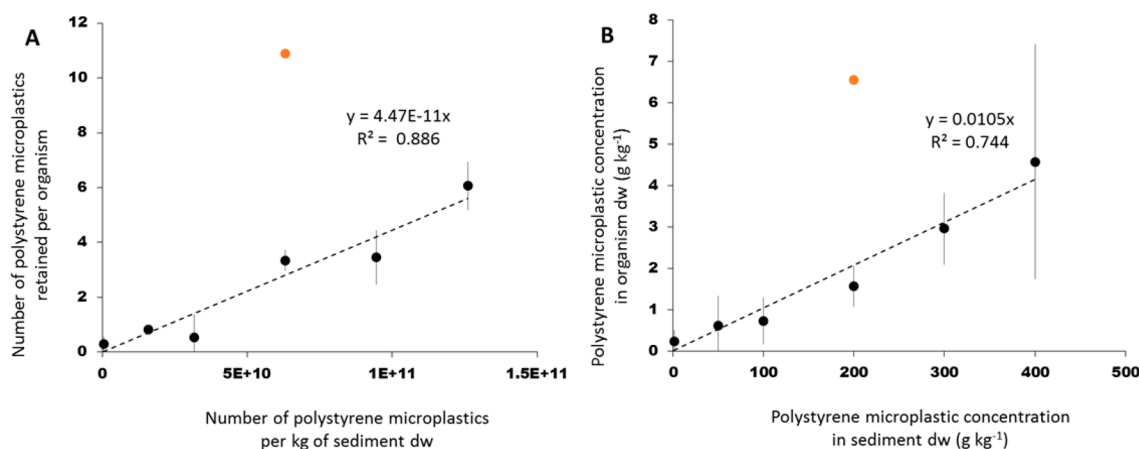 A
Number of polystyrene microplastics
retained per organism
12
10
8
6
4
2
0
y = 4.47E-11x
R² = 0.886
0
5E+10
1E+11
1.5E+11
Number of polystyrene microplastics
per kg of sediment dw
B
Polystyrene microplastic concentration
in organism dw (g kg⁻¹)
8
7
6
5
4
3
2
1
0
y = 0.0105x
R² = 0.744
0
100
200
300
400
500
Polystyrene microplastic concentration
in sediment dw (g kg⁻¹)